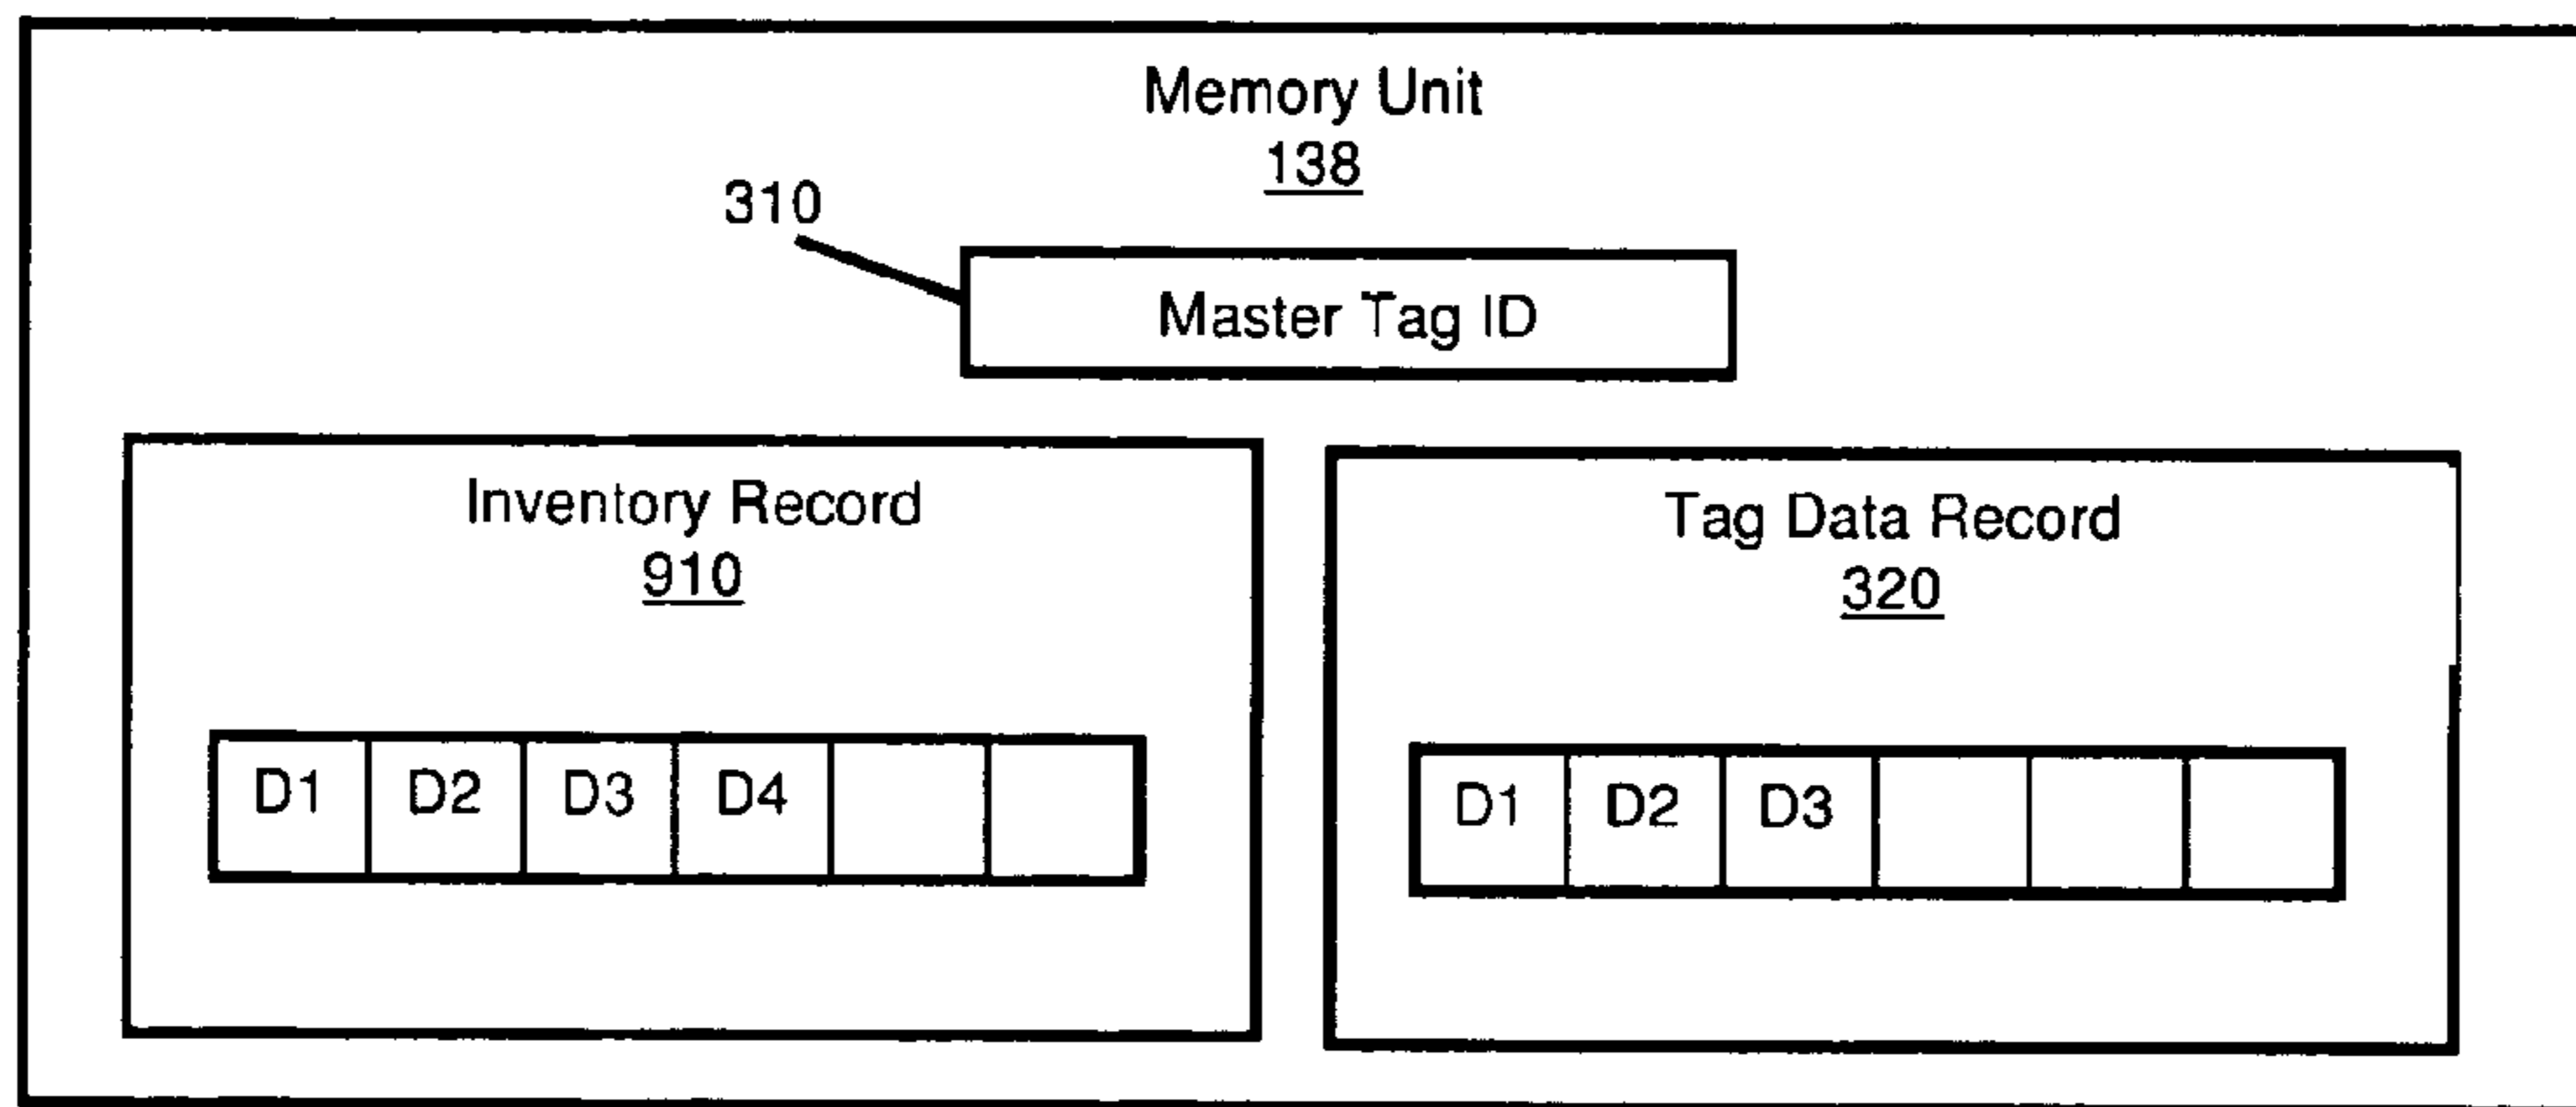 Memory Unit
138
310
Master Tag ID
Inventory Record
910
D1 D2 D3 D4
Tag Data Record
320
D1 D2 D3